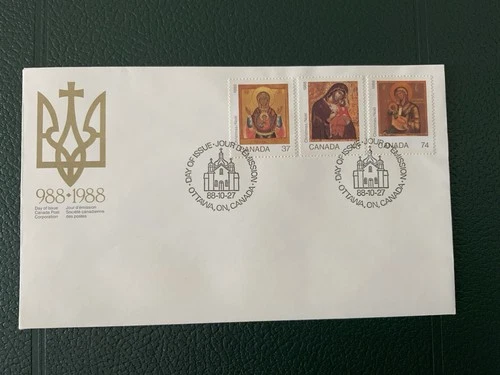 988·1988
Day of Issue Jour d'émission
Canada Post Société canadienne
Corporation des postes
CANADA 37
CANADA
CANADA 74
DAY OF ISSUE · JOUR D'ÉMISSION
88-10-27
OTTAWA, ON, CANADA
DAY OF ISSUE · JOUR D'ÉMISSION
88-10-27
OTTAWA, ON, CANADA